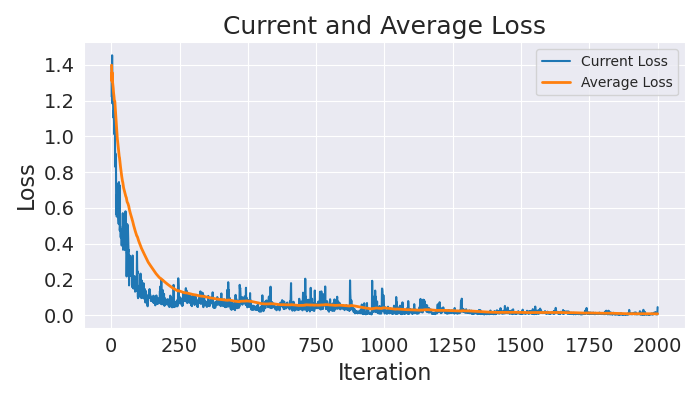 Current and Average Loss
Current Loss
Average Loss
Loss
1.4
1.2
1.0
0.8
0.6
0.4
0.2
0.0
0 250 500 750 1000 1250 1500 1750 2000
Iteration